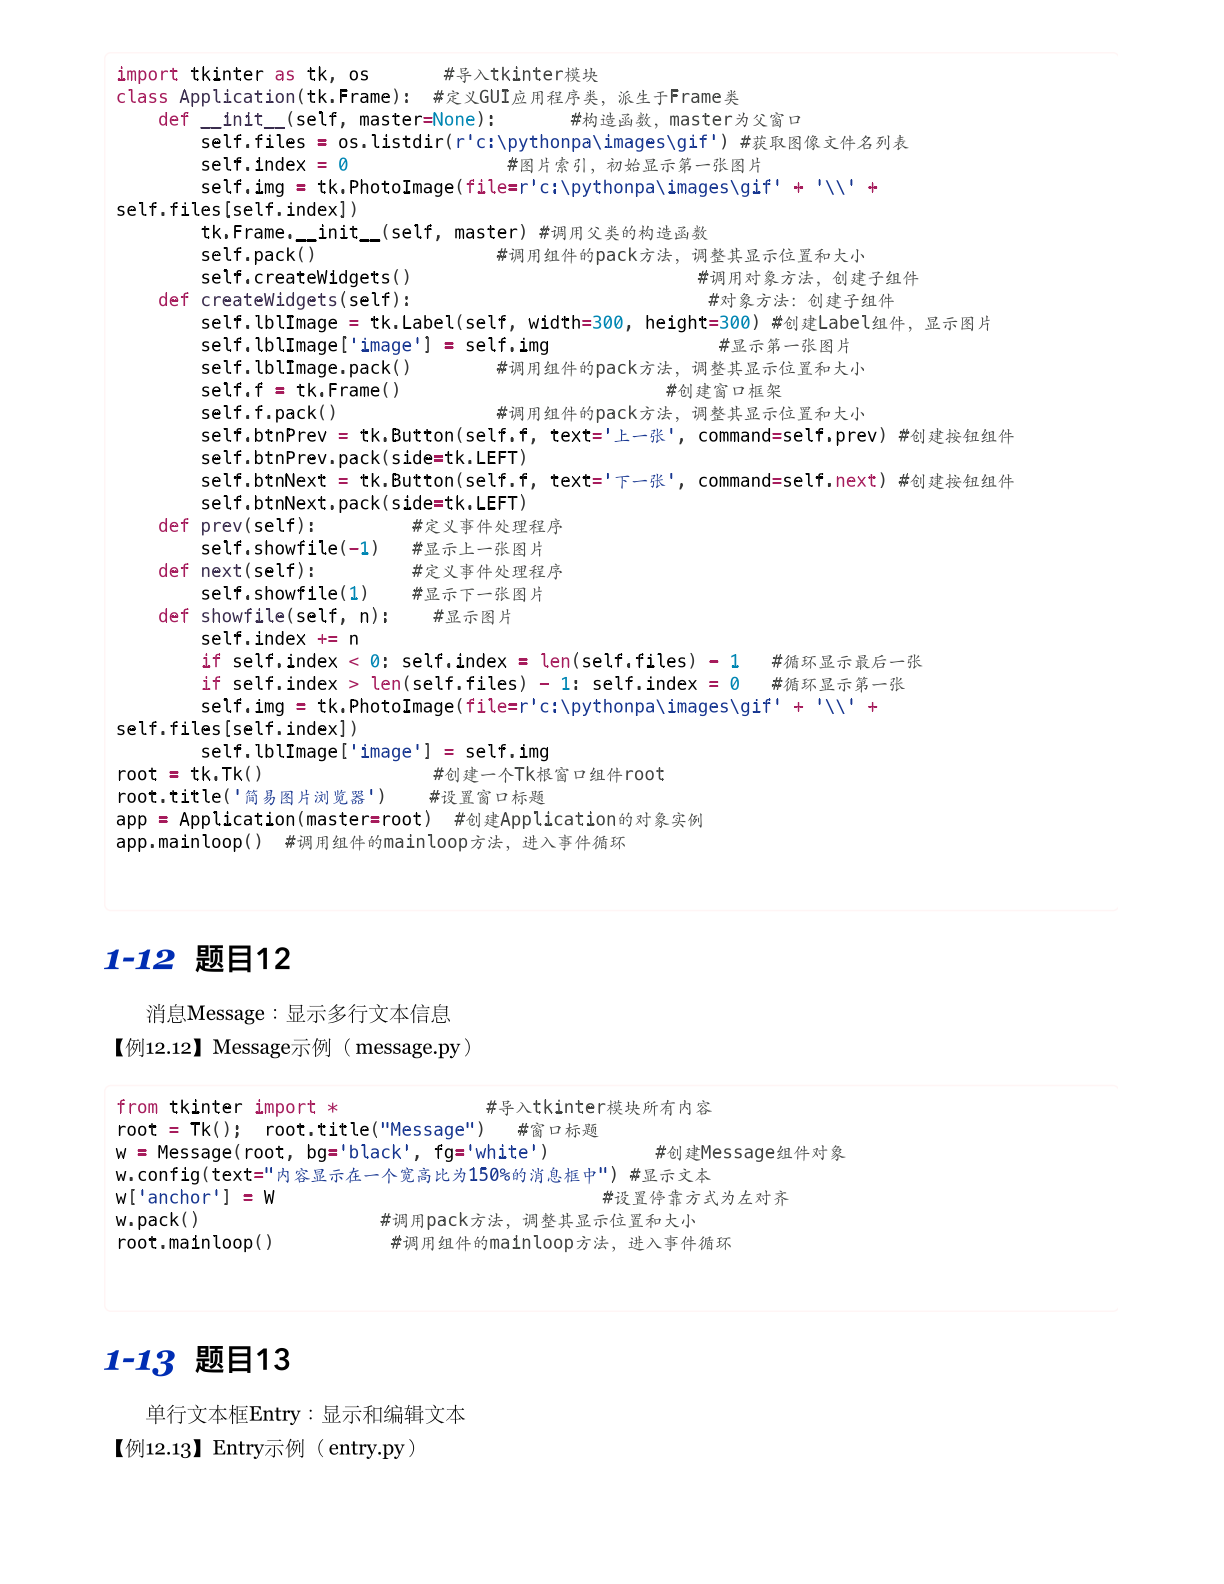 import tkinter as tk, os       #导入tkinter模块
class Application(tk.Frame):  #定义GUI应用程序类，派生于Frame类
    def __init__(self, master=None):       #构造函数，master为父窗口
        self.files = os.listdir(r'c:\pythonpa\images\gif') #获取图像文件名列表
        self.index = 0               #图片索引，初始显示第一张图片
        self.img = tk.PhotoImage(file=r'c:\pythonpa\images\gif' + '\\' +
self.files[self.index])
        tk.Frame.__init__(self, master) #调用父类的构造函数
        self.pack()                 #调用组件的pack方法，调整其显示位置和大小
        self.createWidgets()                           #调用对象方法，创建子组件
    def createWidgets(self):                            #对象方法：创建子组件
        self.lblImage = tk.Label(self, width=300, height=300) #创建Label组件，显示图片
        self.lblImage['image'] = self.img                #显示第一张图片
        self.lblImage.pack()        #调用组件的pack方法，调整其显示位置和大小
        self.f = tk.Frame()                         #创建窗口框架
        self.f.pack()               #调用组件的pack方法，调整其显示位置和大小
        self.btnPrev = tk.Button(self.f, text='上一张', command=self.prev) #创建按钮组件
        self.btnPrev.pack(side=tk.LEFT)
        self.btnNext = tk.Button(self.f, text='下一张', command=self.next) #创建按钮组件
        self.btnNext.pack(side=tk.LEFT)
    def prev(self):         #定义事件处理程序
        self.showfile(-1)   #显示上一张图片
    def next(self):         #定义事件处理程序
        self.showfile(1)    #显示下一张图片
    def showfile(self, n):    #显示图片
        self.index += n
        if self.index < 0: self.index = len(self.files) - 1   #循环显示最后一张
        if self.index > len(self.files) - 1: self.index = 0   #循环显示第一张
        self.img = tk.PhotoImage(file=r'c:\pythonpa\images\gif' + '\\' +
self.files[self.index])
        self.lblImage['image'] = self.img
root = tk.Tk()                #创建一个Tk根窗口组件root
root.title('简易图片浏览器')    #设置窗口标题
app = Application(master=root)  #创建Application的对象实例
app.mainloop()  #调用组件的mainloop方法，进入事件循环
1-12 题目12
消息Message：显示多行文本信息
【例12.12】Message示例（message.py）
from tkinter import *              #导入tkinter模块所有内容
root = Tk();  root.title("Message")   #窗口标题
w = Message(root, bg='black', fg='white')          #创建Message组件对象
w.config(text="内容显示在一个宽高比为150%的消息框中") #显示文本
w['anchor'] = W                               #设置停靠方式为左对齐
w.pack()                 #调用pack方法，调整其显示位置和大小
root.mainloop()           #调用组件的mainloop方法，进入事件循环
1-13 题目13
单行文本框Entry：显示和编辑文本
【例12.13】Entry示例（entry.py）